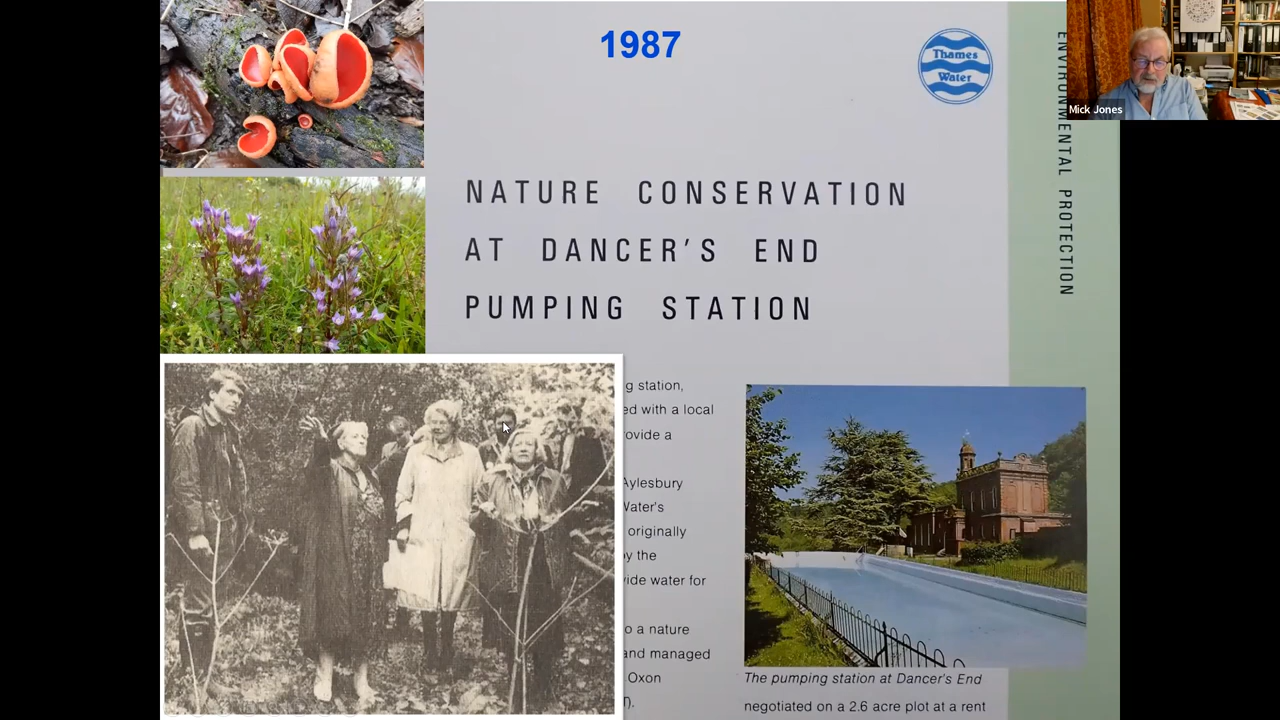 1987
Thames
Water
Mick Jones
ENVIRONMENTAL PROTECTION
NATURE CONSERVATION
AT DANCER'S END
PUMPING STATION
g station,
ed with a local
rovide a
Aylesbury
Water's
originally
by the
vide water for
o a nature
and managed
Oxon
The pumping station at Dancer's End
negotiated on a 2.6 acre plot at a rent